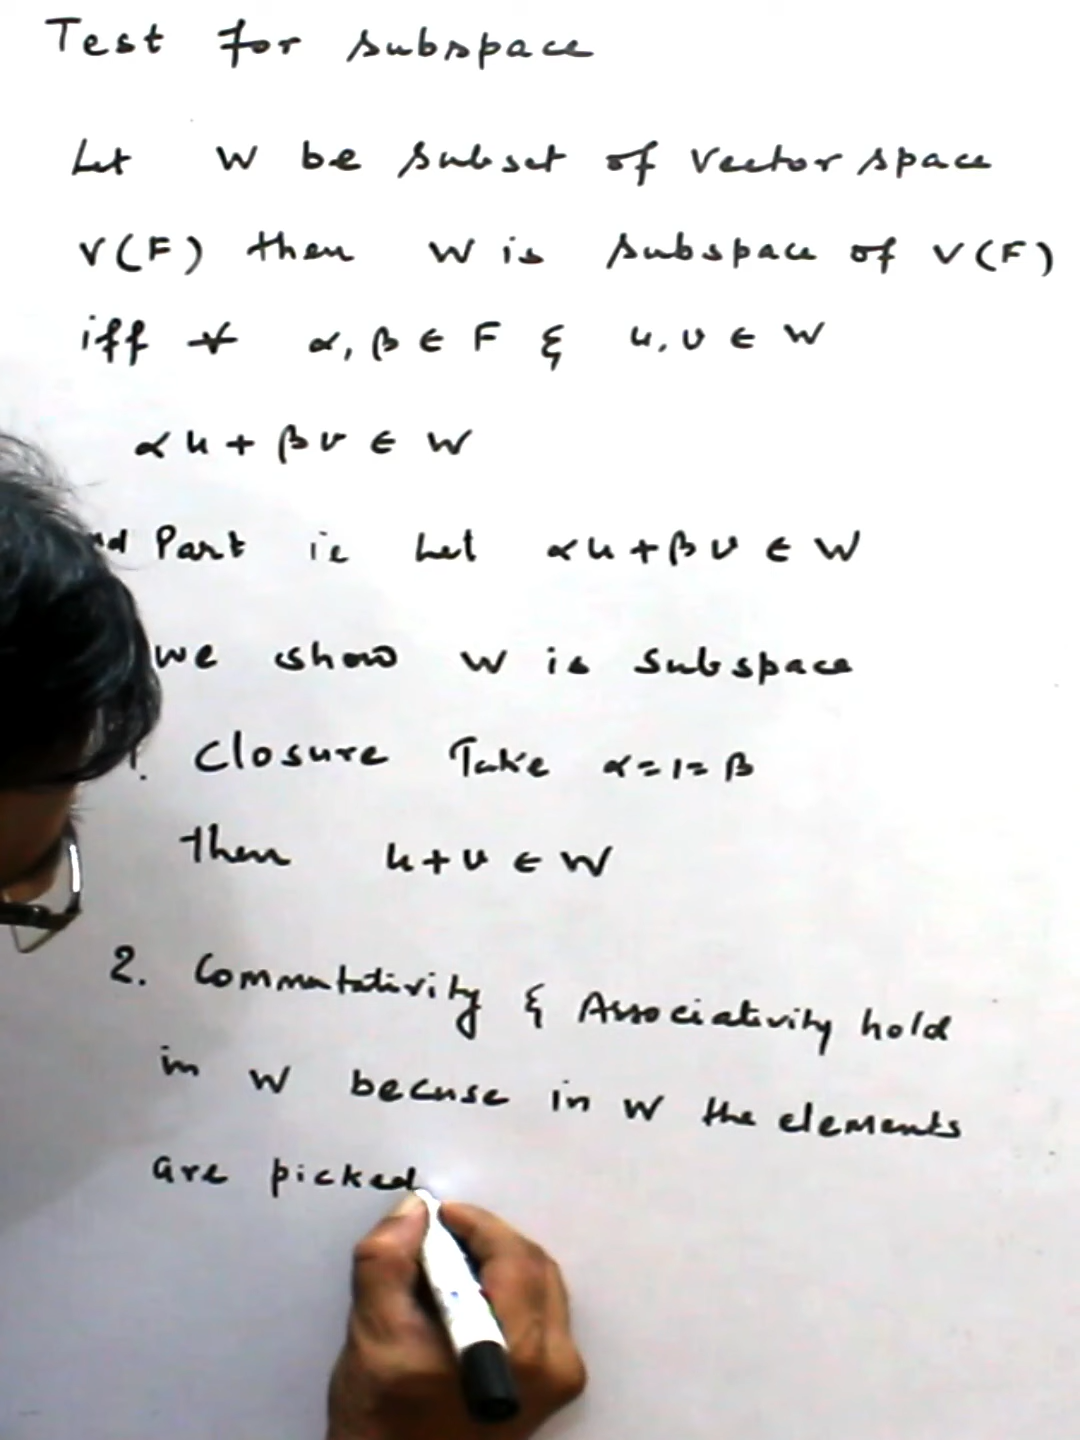 Test for subspace
Let W be subset of vector space
V(F) then W is subspace of V(F)
iff ∀ α, β ∈ F & u, v ∈ W
αu + βv ∈ W
nd Part ie Let αu + βv ∈ W
we show W is subspace
1. Closure Take α = 1 = β
Then u + v ∈ W
2. Commutativity & Associativity hold
in W becuse in W the elements
are picked